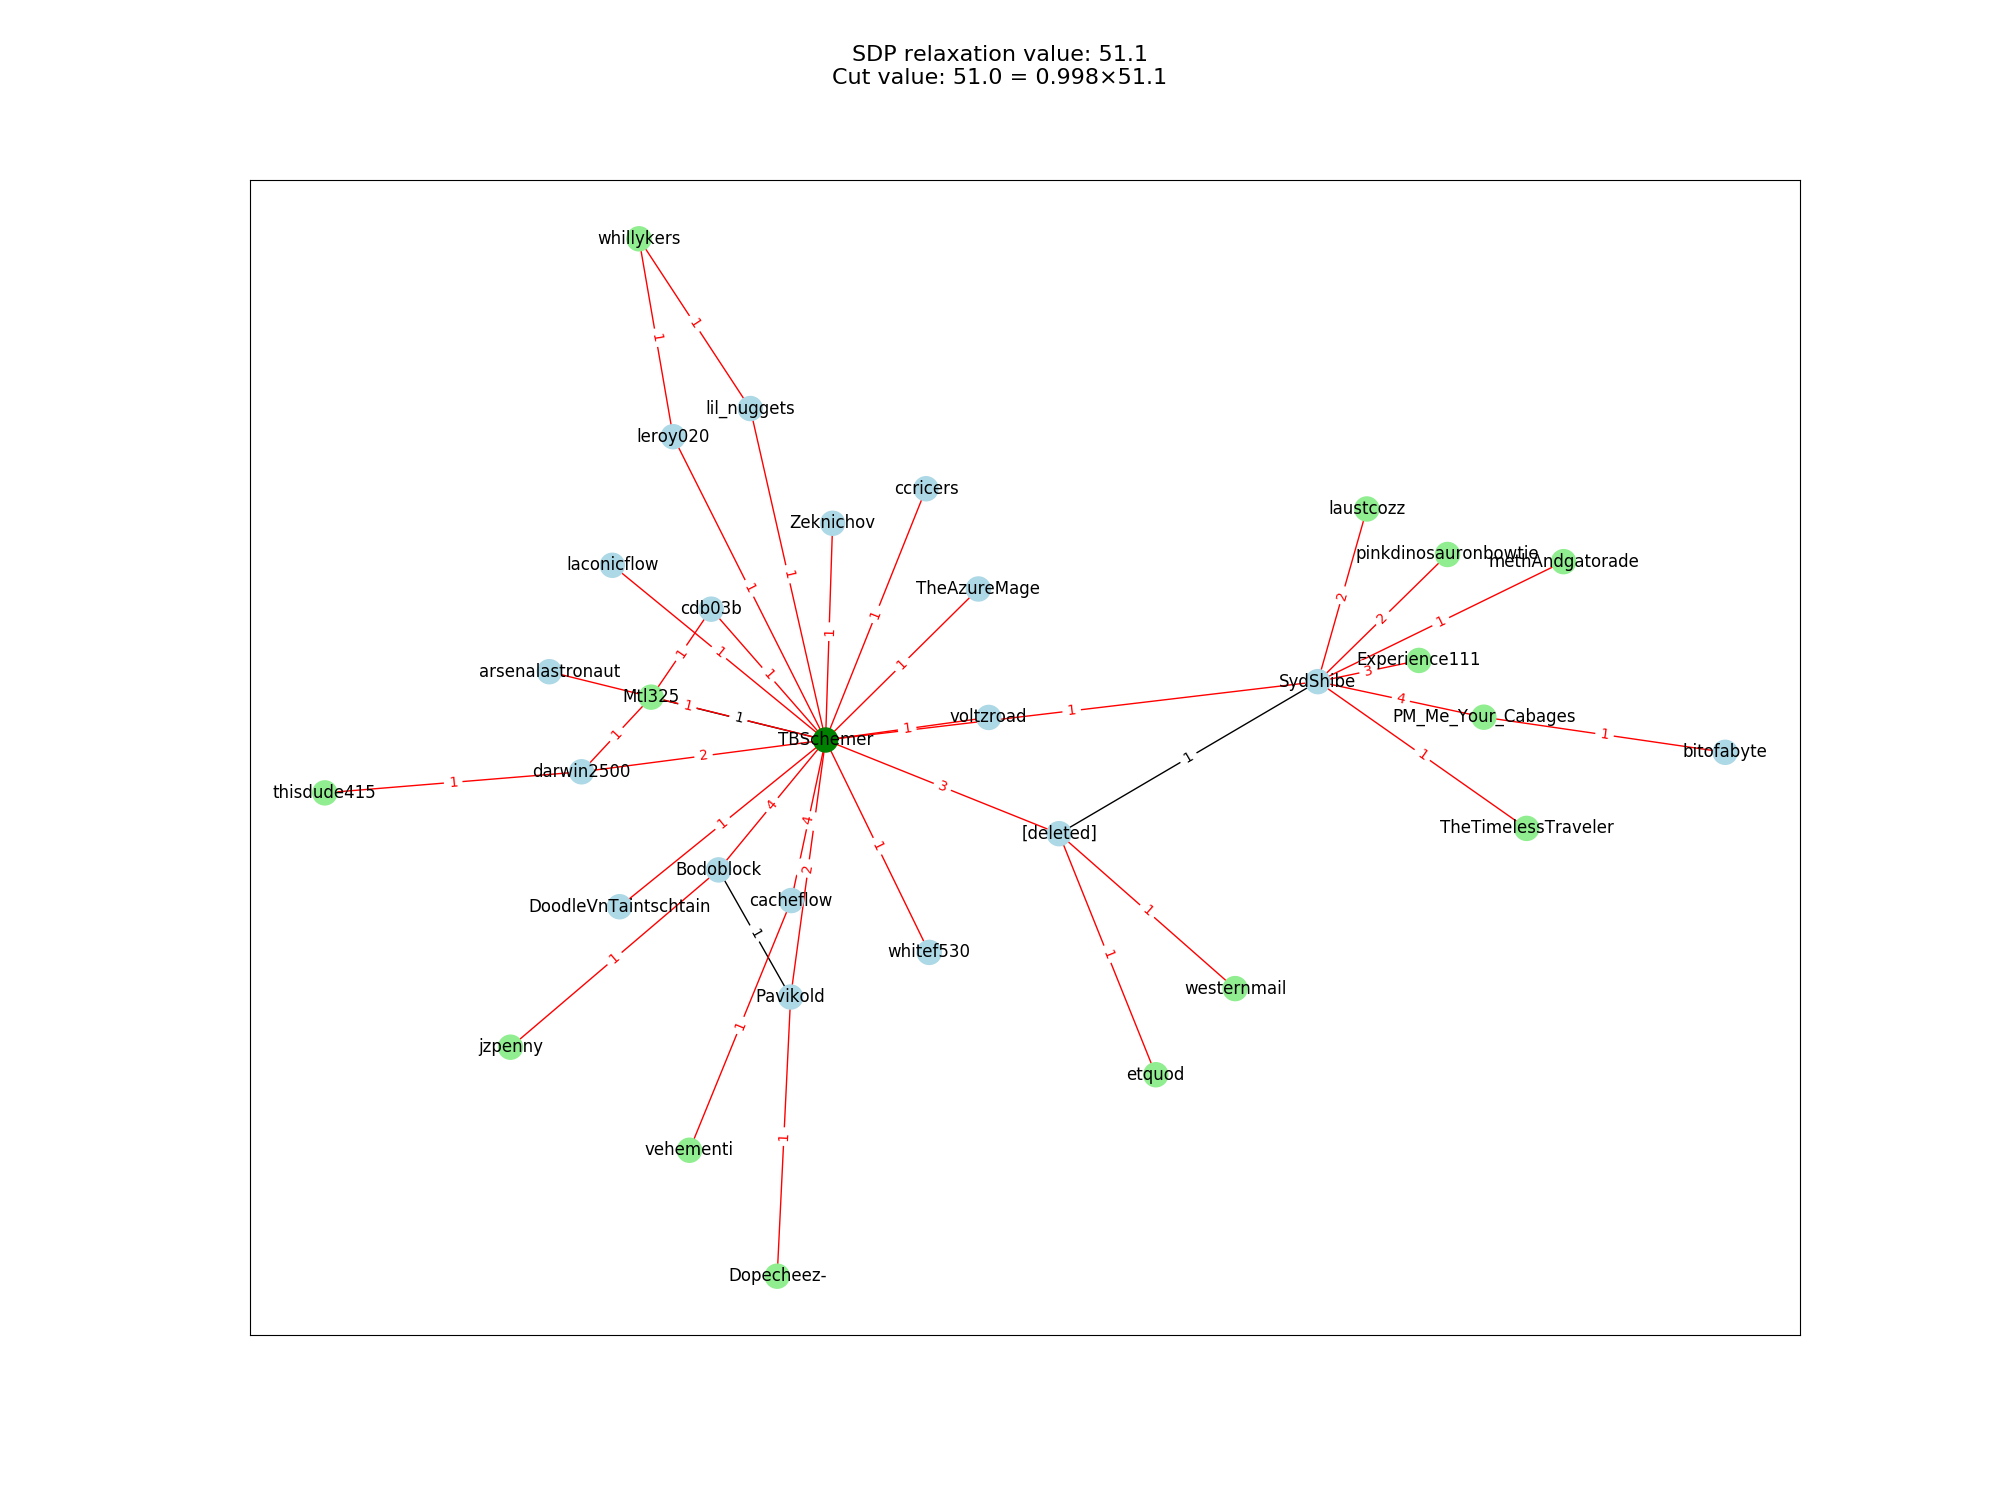 SDP relaxation value: 51.1
Cut value: 51.0 = 0.998×51.1
whillykers
1
1
lil_nuggets
leroy020
ccricers
laustcozz
Zeknichov
pinkdinosauronbowtie
methAndgatorade
laconicflow
1
1
TheAzureMage
2
cdb03b
1
2
1
1
1
1
1
1
Experience111
arsenalastronaut
3
SydShibe
Mtl325
4
1
1
1
voltzroad
PM_Me_Your_Cabages
1
1
1
TBSchemer
1
bitofabyte
2
1
1
darwin2500
thisdude415
1
3
4
4
1
TheTimelessTraveler
[deleted]
1
2
Bodoblock
cacheflow
DoodleVnTaintschtain
1
1
whitef530
1
1
westernmail
Pavikold
1
jzpenny
etquod
1
vehementi
Dopecheez-